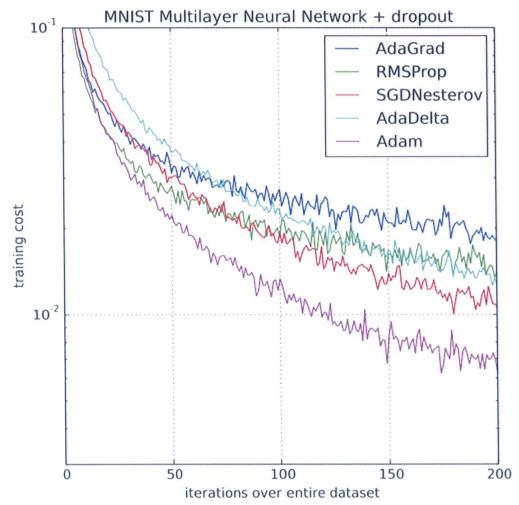 MNIST Multilayer Neural Network + dropout
10⁻¹
AdaGrad
RMSProp
SGDNesterov
AdaDelta
Adam
training cost
10⁻²
0 50 100 150 200
iterations over entire dataset